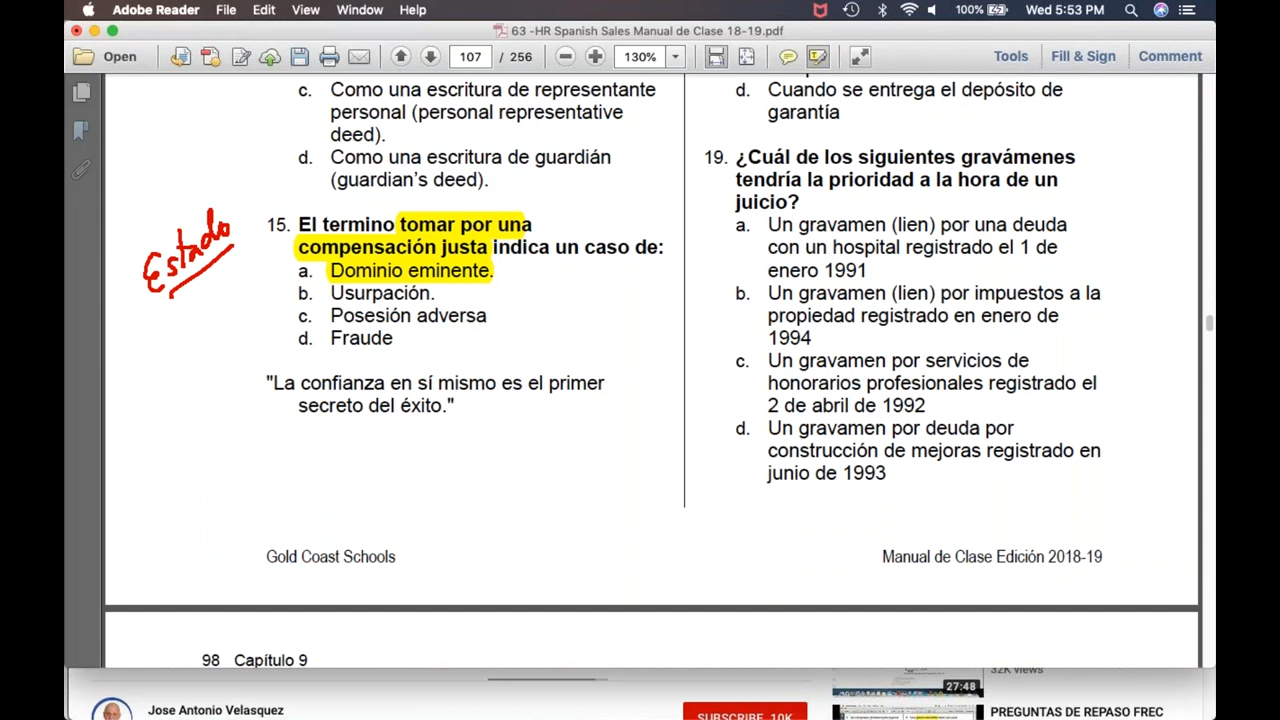 Adobe Reader File Edit View Window Help 100% Wed 5:53 PM
63 -HR Spanish Sales Manual de Clase 18-19.pdf
Open 107 / 256 130% Tools Fill & Sign Comment
c. Como una escritura de representante
personal (personal representative
deed).
d. Como una escritura de guardián
(guardian's deed).
Estado
15. El termino tomar por una
compensación justa indica un caso de:
a. Dominio eminente.
b. Usurpación.
c. Posesión adversa
d. Fraude
"La confianza en sí mismo es el primer
secreto del éxito."
d. Cuando se entrega el depósito de
garantía
19. ¿Cuál de los siguientes gravámenes
tendría la prioridad a la hora de un
juicio?
a. Un gravamen (lien) por una deuda
con un hospital registrado el 1 de
enero 1991
b. Un gravamen (lien) por impuestos a la
propiedad registrado en enero de
1994
c. Un gravamen por servicios de
honorarios profesionales registrado el
2 de abril de 1992
d. Un gravamen por deuda por
construcción de mejoras registrado en
junio de 1993
Gold Coast Schools Manual de Clase Edición 2018-19
98 Capítulo 9
32K views
27:48
Jose Antonio Velasquez
SUBSCRIBE 10K
PREGUNTAS DE REPASO FREC